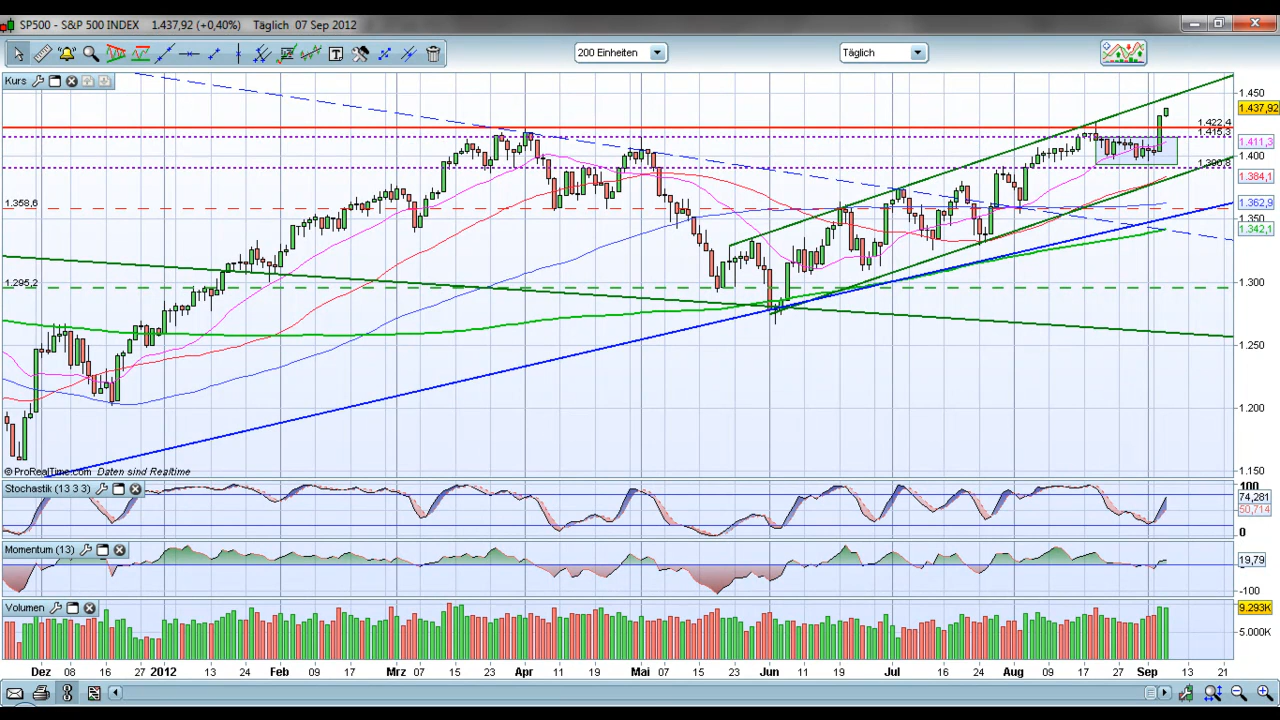 SP500 - S&P 500 INDEX 1.437,92 (+0,40%) Täglich 07 Sep 2012
200 Einheiten
Täglich
Kurs
1.450
1.437,92
1.422,4
1.415,3
1.411,3
1.400
1.390,8
1.384,1
1.358,6
1.362,9
1.350
1.342,1
1.295,2
1.300
1.250
1.200
1.150
© ProRealTime.com Daten sind Realtime
Stochastik (13 3 3)
100
74,281
50,714
0
Momentum (13)
19,79
-100
Volumen
9.293K
5.000K
Dez 08 16 27 2012 13 24 Feb 09 17 Mrz 07 15 23 Apr 11 19 Mai 07 15 23 Jun 11 19 Jul 16 24 Aug 09 17 27 Sep 13 21